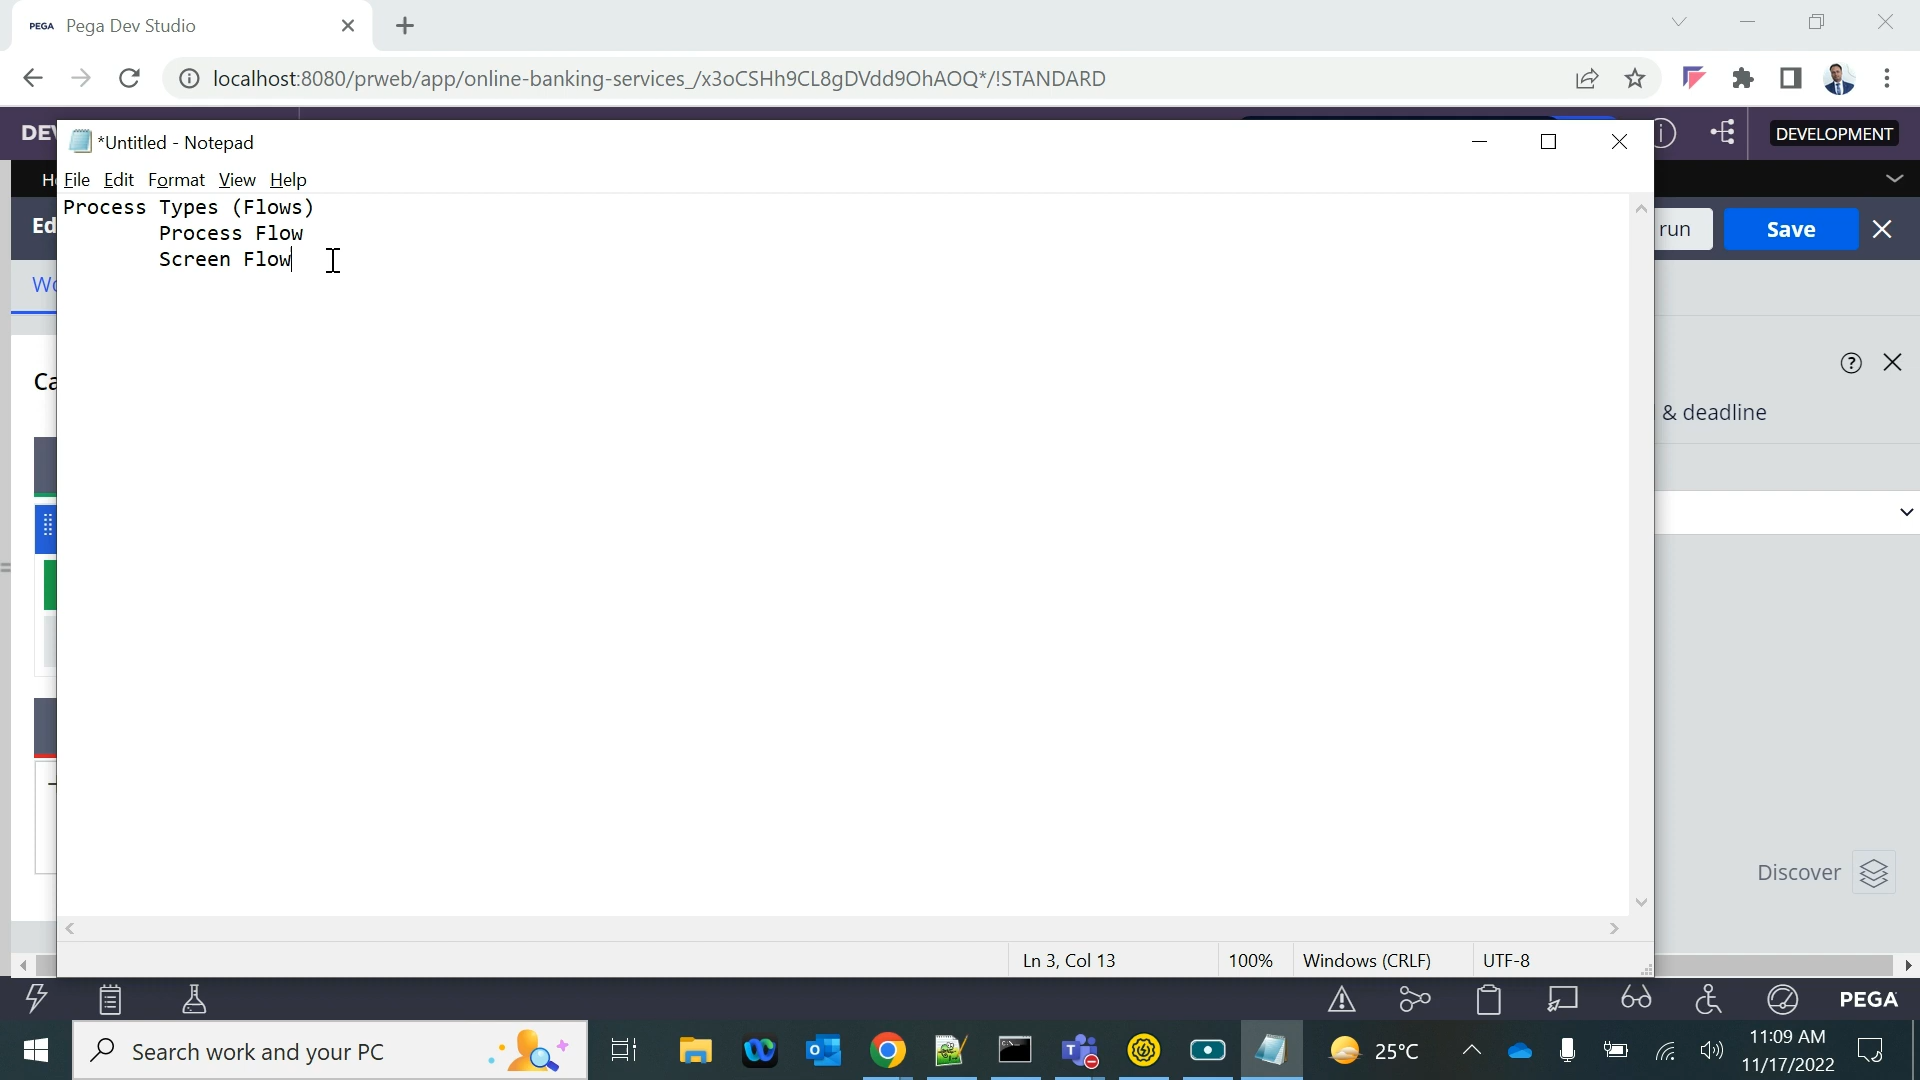 PEGA Pega Dev Studio
localhost:8080/prweb/app/online-banking-services_/x3oCSHh9CL8gDVdd9OhAOQ*/!STANDARD
DEV
DEVELOPMENT
*Untitled - Notepad
File Edit Format View Help
Process Types (Flows)
Process Flow
Screen Flow
run
Save
& deadline
Discover
Ln 3, Col 13
100%
Windows (CRLF)
UTF-8
PEGA
Search work and your PC
25°C
11:09 AM
11/17/2022